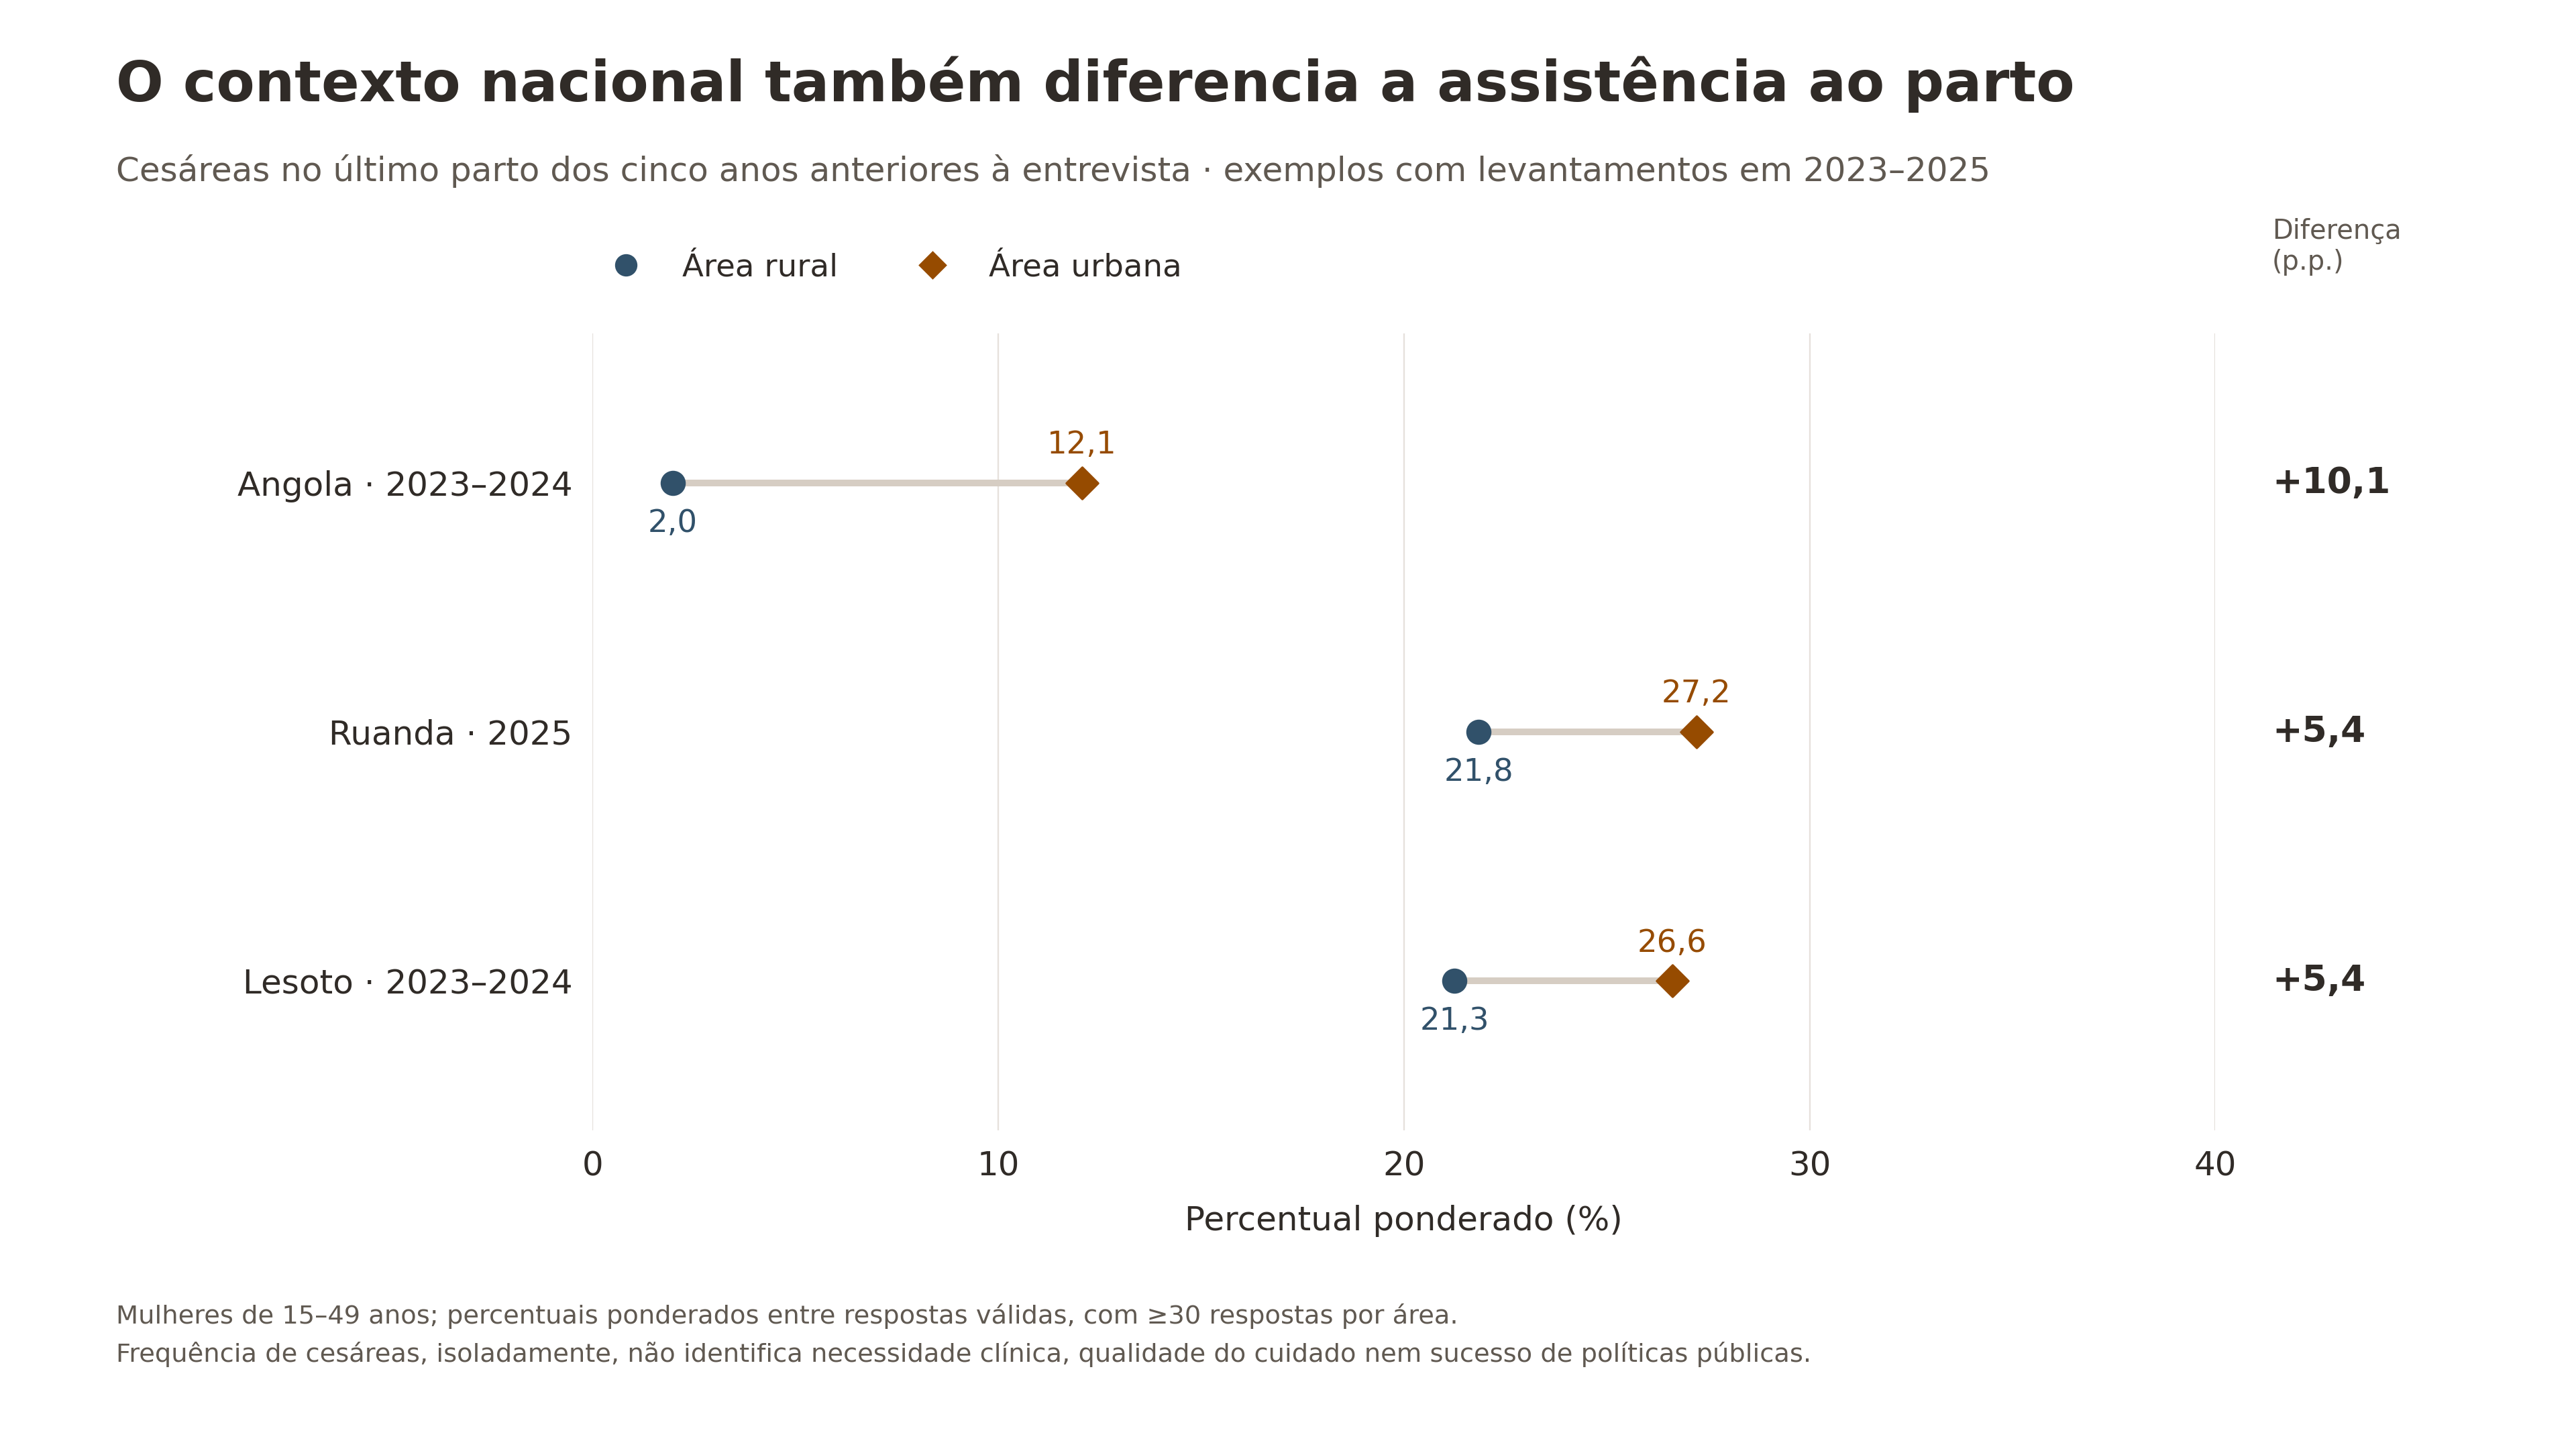 O contexto nacional também diferencia a assistência ao parto
Cesáreas no último parto dos cinco anos anteriores à entrevista · exemplos com levantamentos em 2023–2025
Diferença
(p.p.)
Área rural
Área urbana
12,1
Angola · 2023–2024
+10,1
2,0
27,2
Ruanda · 2025
+5,4
21,8
26,6
Lesoto · 2023–2024
+5,4
21,3
0 10 20 30 40
Percentual ponderado (%)
Mulheres de 15–49 anos; percentuais ponderados entre respostas válidas, com ≥30 respostas por área.
Frequência de cesáreas, isoladamente, não identifica necessidade clínica, qualidade do cuidado nem sucesso de políticas públicas.